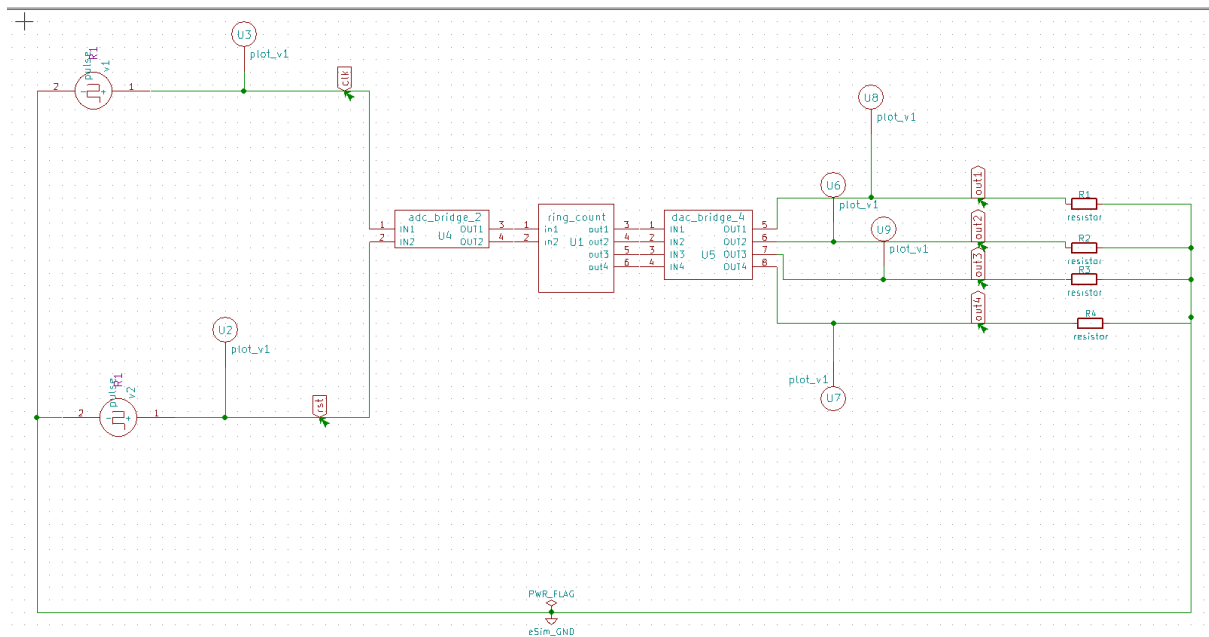 U3
plot_v1
R1
pulse
v1
2
1
clk
U8
plot_v1
U6
plot_v1
U9
plot_v1
out1
out2
out3
out4
R1
resistor
R2
resistor
R3
resistor
R4
resistor
adc_bridge_2
1 IN1 OUT1 3
2 IN2 U4 OUT2 4
ring_count
1 in1 out1 3
2 in2 U1 out2 4
out3 5
out4 6
dac_bridge_4
1 IN1 OUT1 5
2 IN2 OUT2 6
3 IN3 U5 OUT3 7
4 IN4 OUT4 8
U2
plot_v1
plot_v1
U7
R1
pulse
v2
2
1
rst
PWR_FLAG
eSim_GND